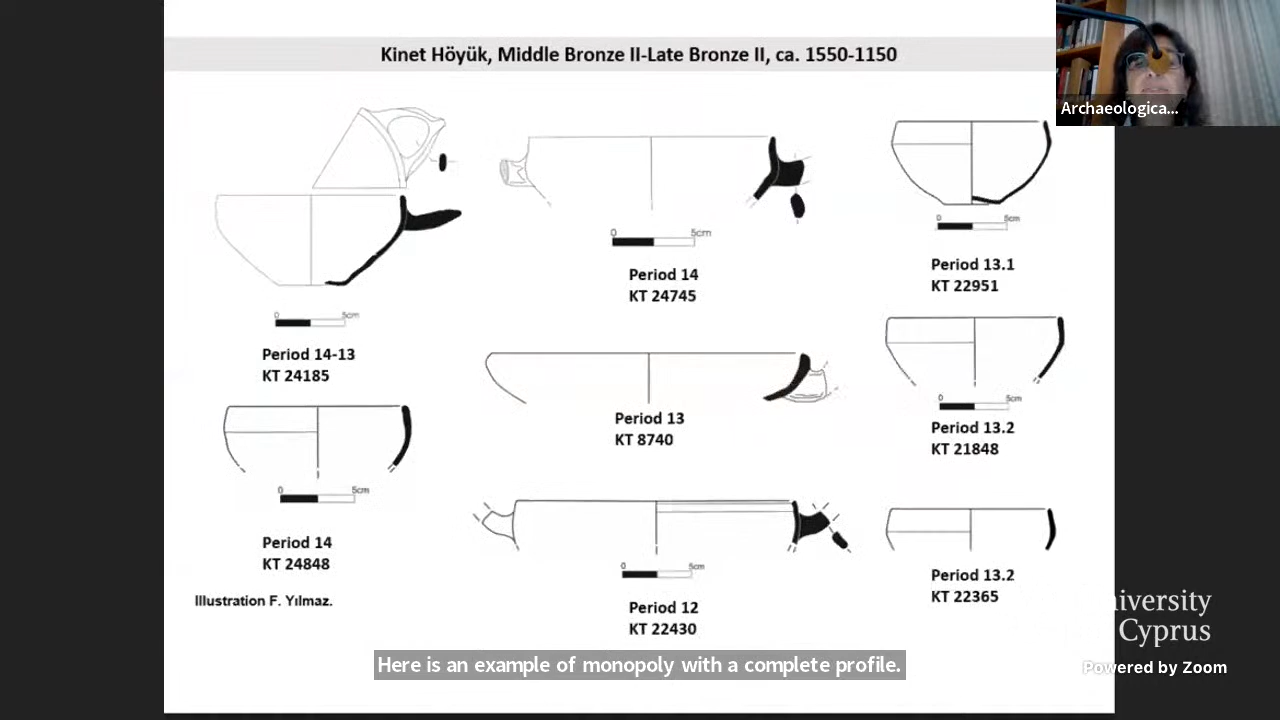 Kinet Höyük, Middle Bronze II-Late Bronze II, ca. 1550-1150
Archaeologica...
0 5cm
Period 14-13
KT 24185
0 5cm
Period 14
KT 24745
0 5cm
Period 13.1
KT 22951
Period 13
KT 8740
0 5cm
Period 13.2
KT 21848
0 5cm
Period 14
KT 24848
Illustration F. Yılmaz.
0 5cm
Period 12
KT 22430
Period 13.2
KT 22365
niversity
Cyprus
Powered by Zoom
Here is an example of monopoly with a complete profile.